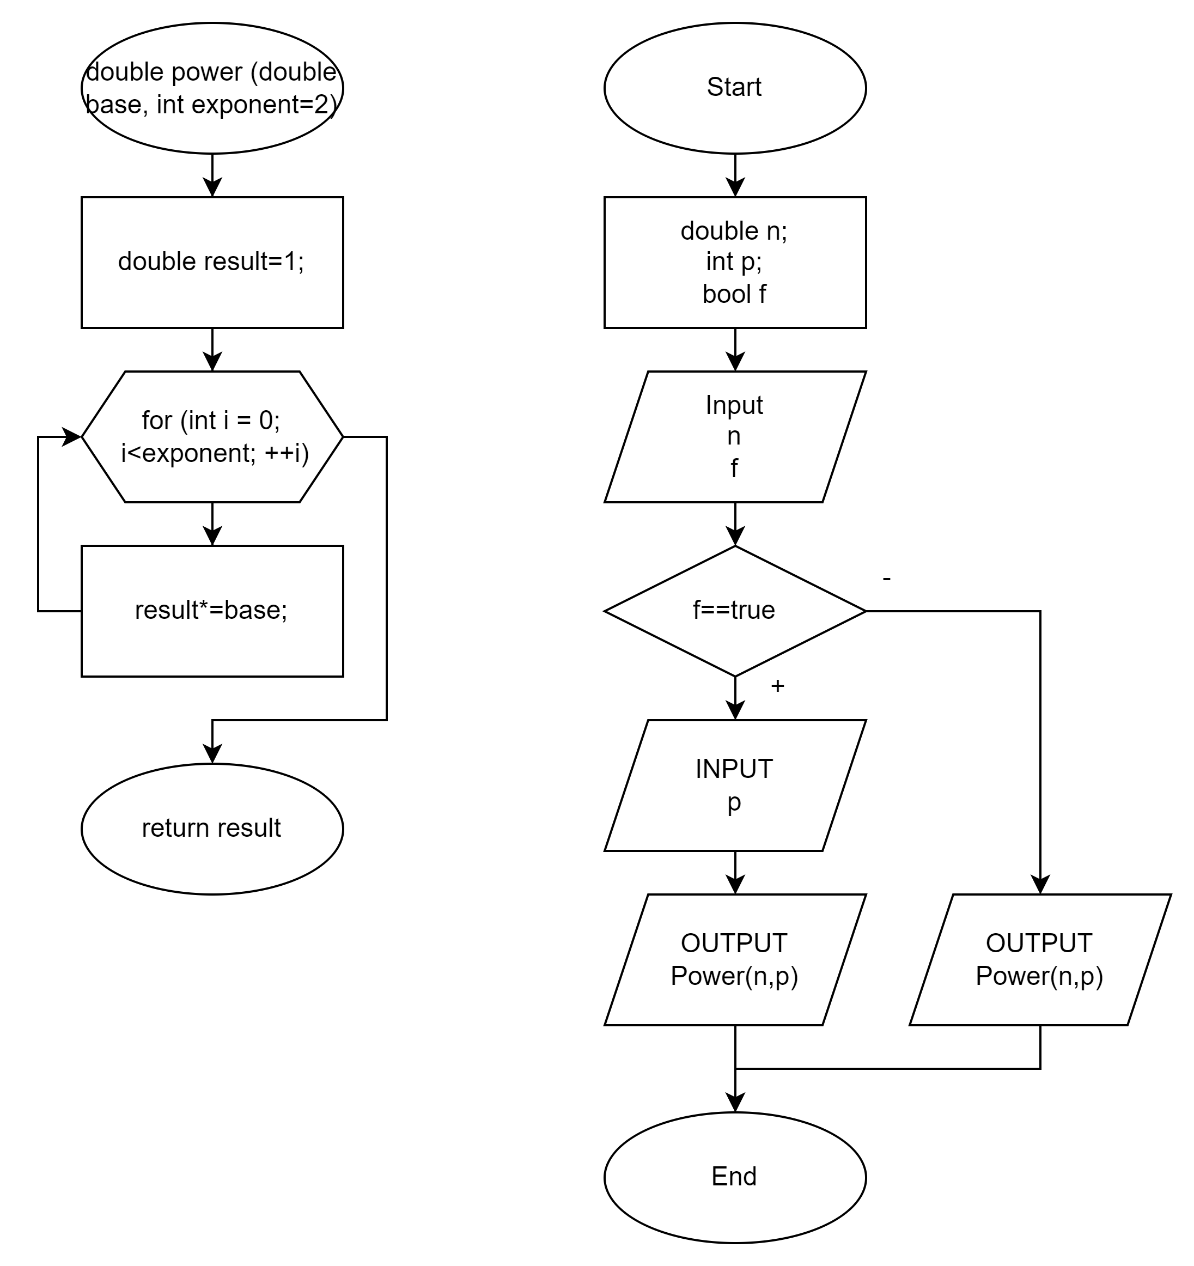 double power (double
base, int exponent=2)
double result=1;
for (int i = 0;
i<exponent; ++i)
result*=base;
return result
Start
double n;
int p;
bool f
Input
n
f
f==true
-
+
INPUT
p
OUTPUT
Power(n,p)
OUTPUT
Power(n,p)
End